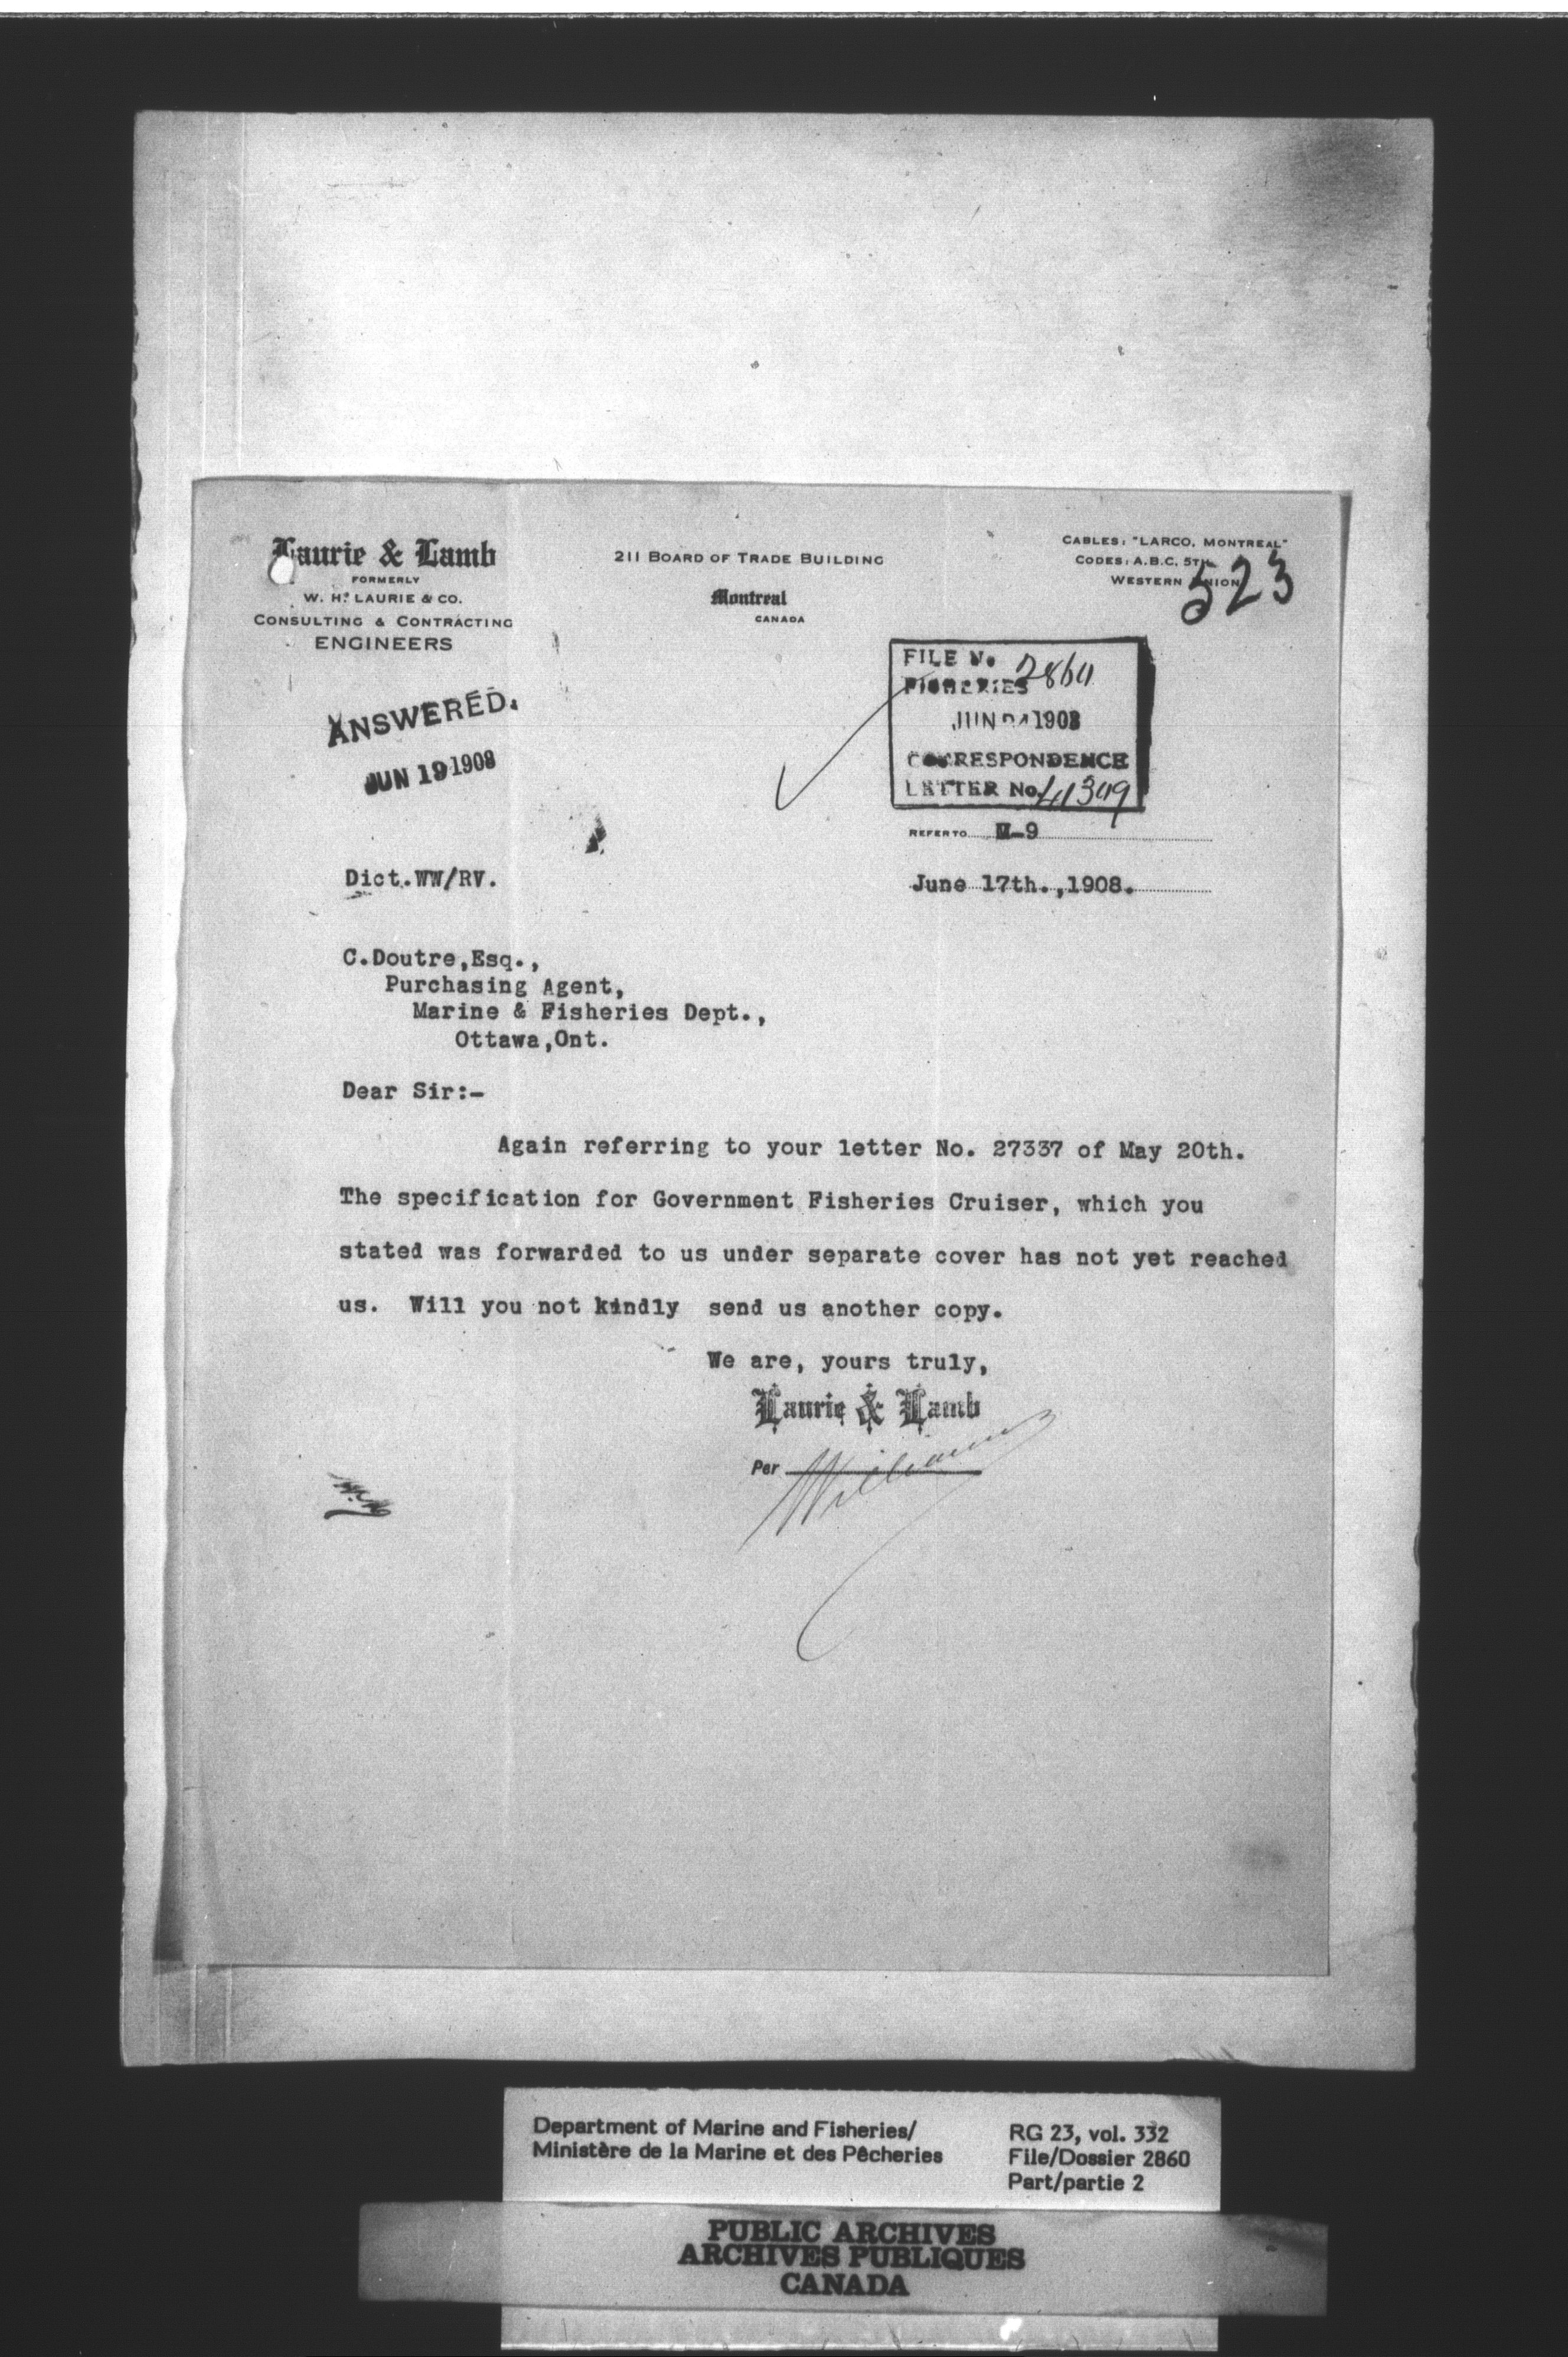 Laurie & Lamb
FORMERLY
W. H. LAURIE & CO.
CONSULTING & CONTRACTING
ENGINEERS
211 BOARD OF TRADE BUILDING
Montreal
CANADA
CABLES: "LARCO, MONTREAL"
CODES: A.B.C. 5TH
WESTERN UNION
523
ANSWERED.
JUN 19 1908
FILE No 2860
FISHERIES
JUN 1908
CORRESPONDENCE
LETTER No. 41309
REFER TO M-9
Dict.WW/RV.
June 17th.,1908.
C.Doutre,Esq.,
Purchasing Agent,
Marine & Fisheries Dept.,
Ottawa,Ont.
Dear Sir:-
Again referring to your letter No. 27337 of May 20th.
The specification for Government Fisheries Cruiser, which you
stated was forwarded to us under separate cover has not yet reached
us. Will you not kindly send us another copy.
We are, yours truly,
Laurie & Lamb
Per
Department of Marine and Fisheries/
Ministère de la Marine et des Pêcheries
RG 23, vol. 332
File/Dossier 2860
Part/partie 2
PUBLIC ARCHIVES
ARCHIVES PUBLIQUES
CANADA